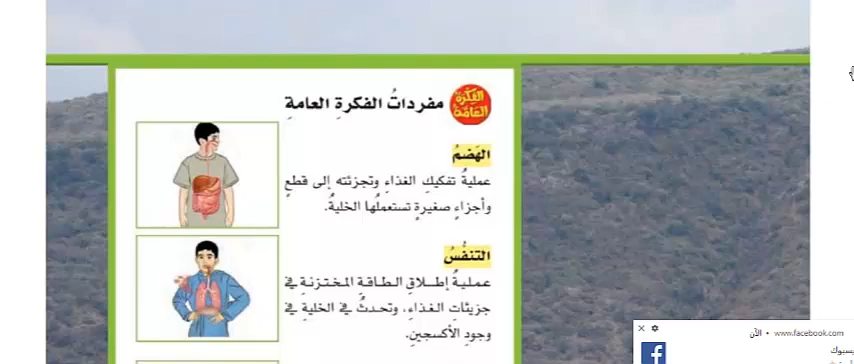 الفكرة
العامة
مفرداتُ الفكرةِ العامةِ
الهَضمُ
عمليةُ تفكيكِ الغذاءِ وتجزئته إلى قطعٍ
وأجزاءٍ صغيرةٍ تستعملُها الخليةُ.
التنفُّسُ
عمليةُ إطلاقِ الطاقةِ المختزنةِ في
جزيئاتِ الغذاءِ، وتحدثُ في الخليةِ في
وجودِ الأكسجينِ.
www.facebook.com • الآن
يسبوك